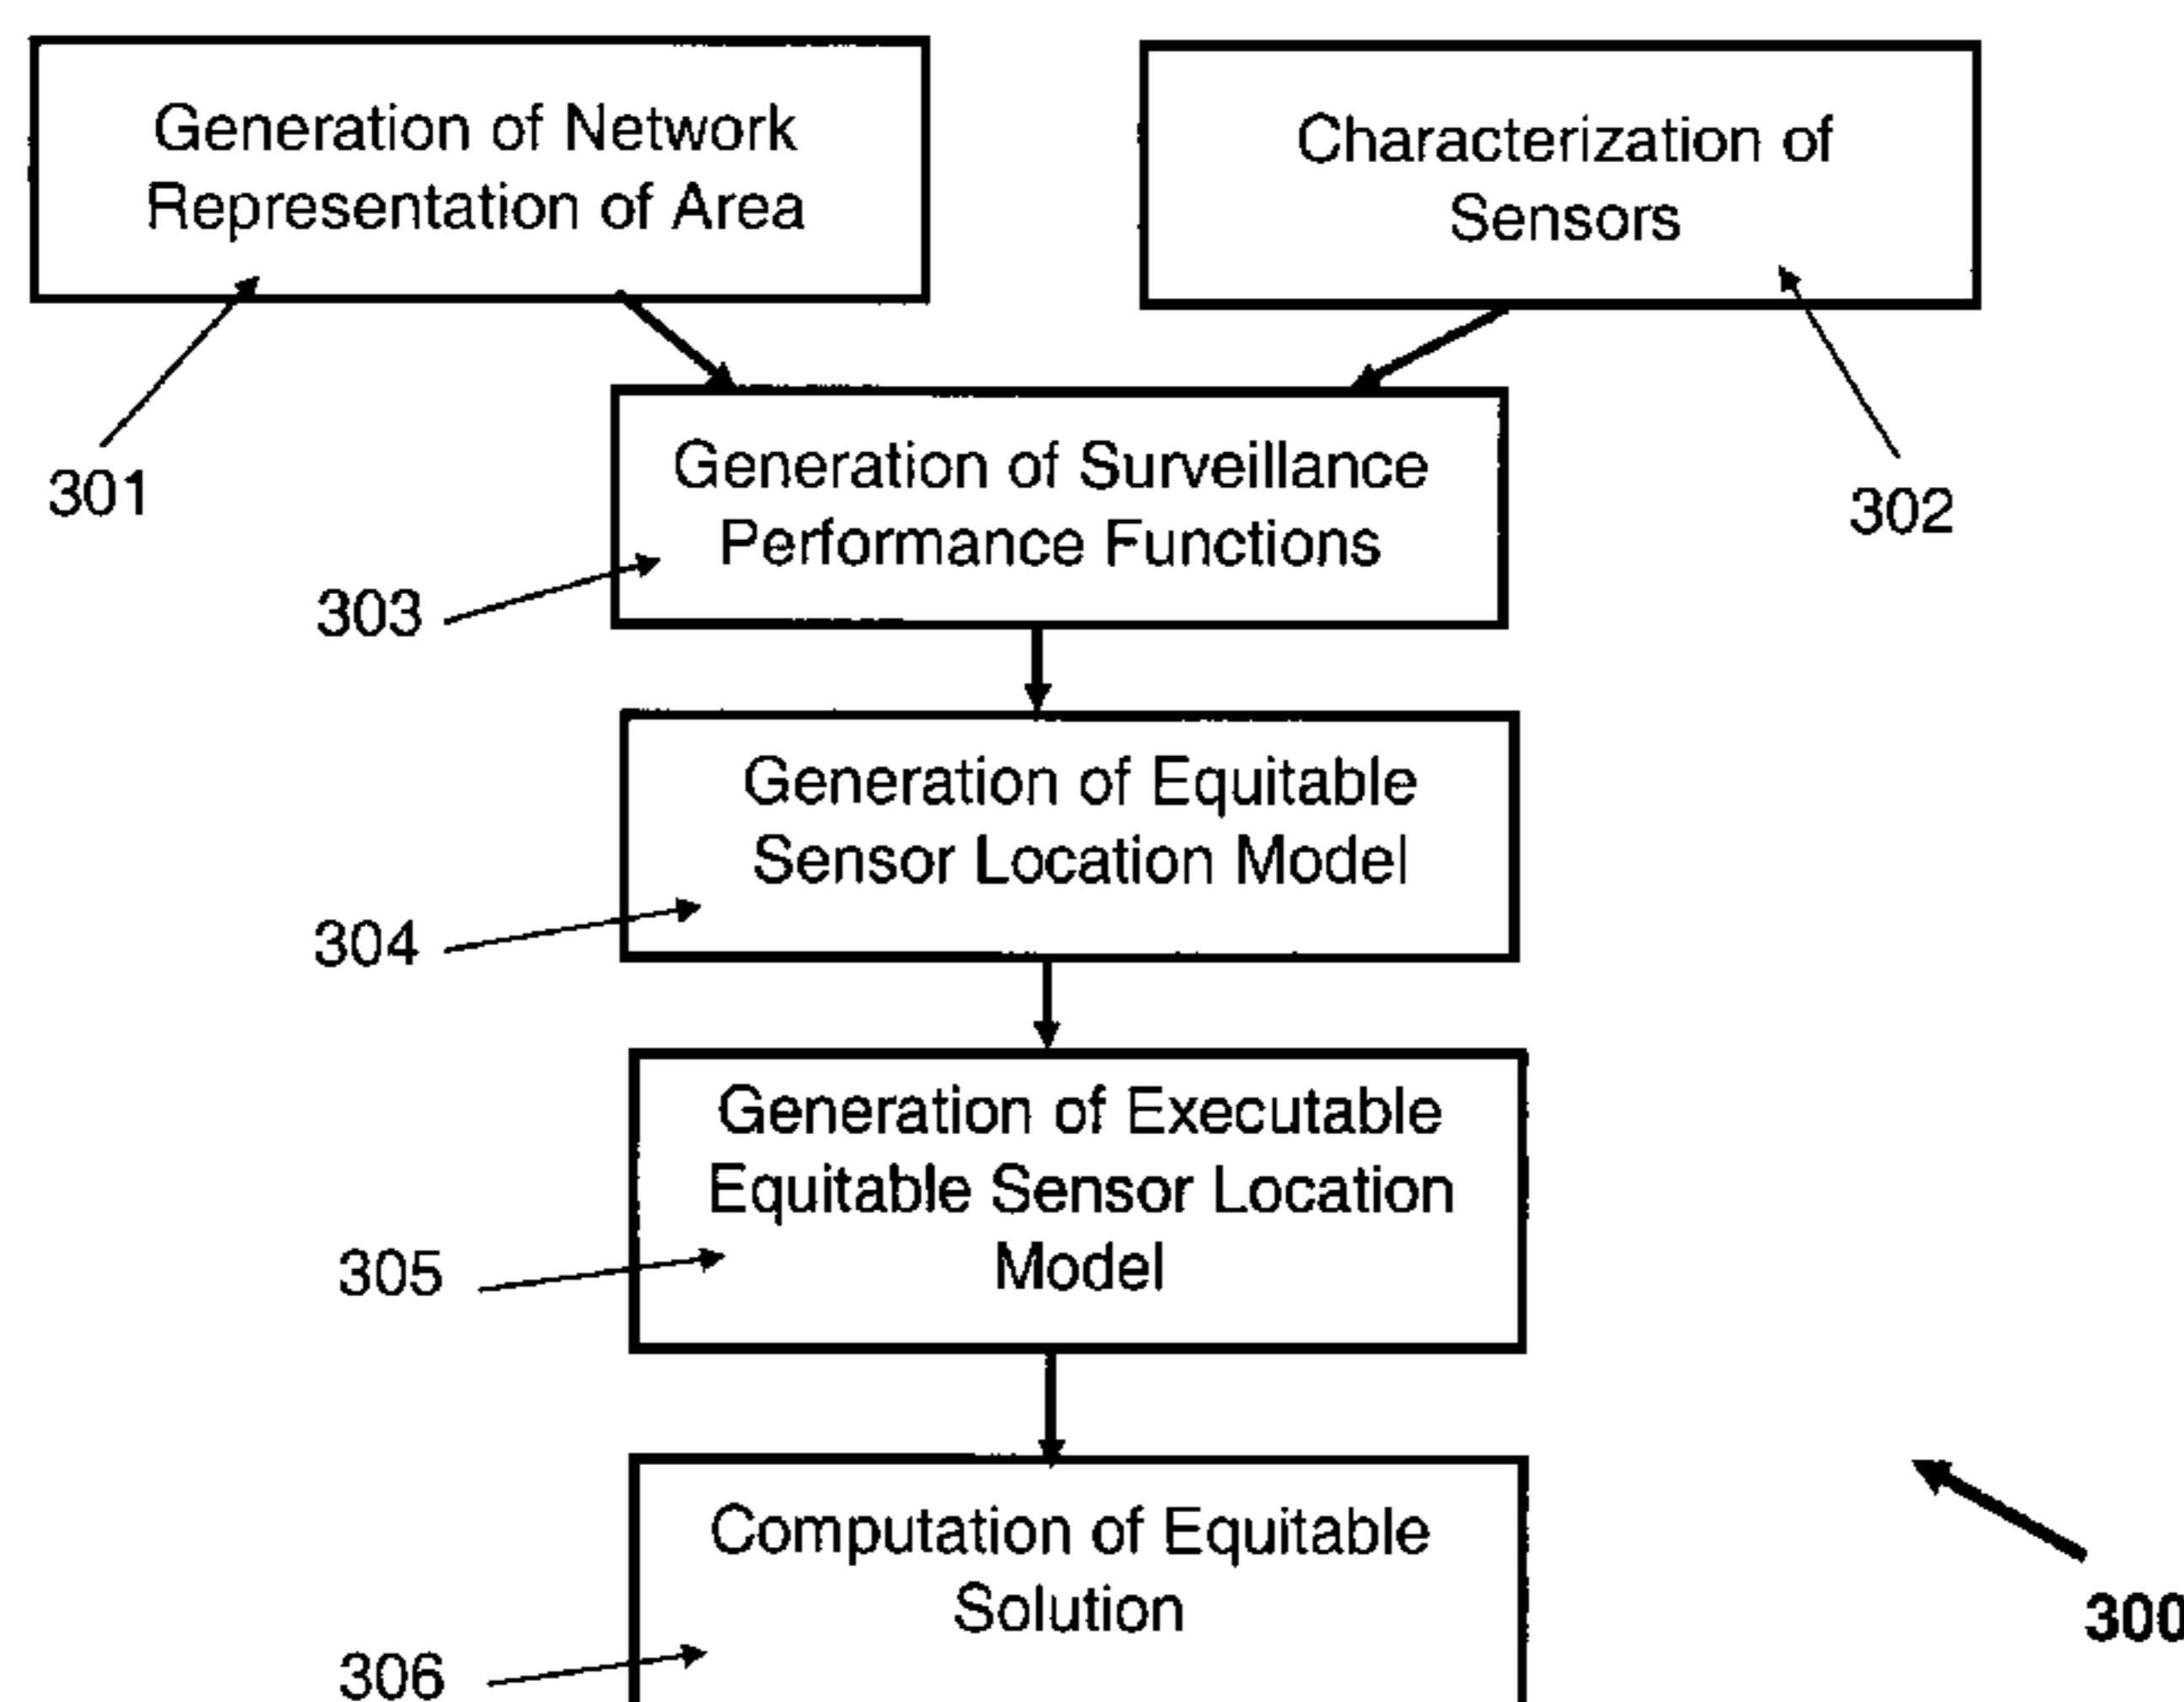 Generation of Network
Representation of Area
Characterization of
Sensors
301
302
Generation of Surveillance
Performance Functions
303
Generation of Equitable
Sensor Location Model
304
Generation of Executable
Equitable Sensor Location
Model
305
Computation of Equitable
Solution
306
300